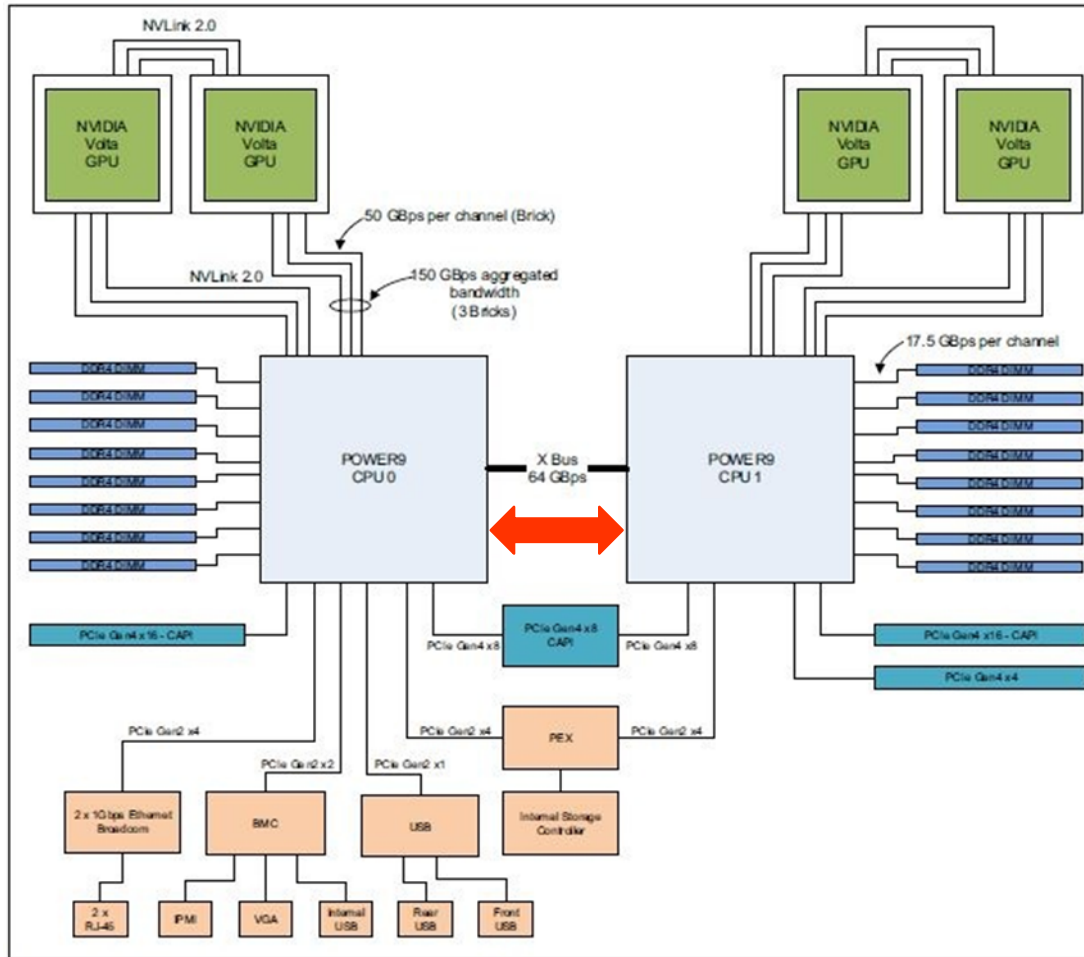 NVLink 2.0
NVIDIA
Volta
GPU
NVIDIA
Volta
GPU
NVIDIA
Volta
GPU
NVIDIA
Volta
GPU
50 GBps per channel (Brick)
NVLink 2.0
150 GBps aggregated
bandwidth
(3 Bricks)
17.5 GBps per channel
DDR4 DIMM
DDR4 DIMM
DDR4 DIMM
DDR4 DIMM
DDR4 DIMM
DDR4 DIMM
DDR4 DIMM
DDR4 DIMM
POWER9
CPU 0
X Bus
64 GBps
POWER9
CPU 1
DDR4 DIMM
DDR4 DIMM
DDR4 DIMM
DDR4 DIMM
DDR4 DIMM
DDR4 DIMM
DDR4 DIMM
DDR4 DIMM
PCIe Gen4 x16 - CAPI
PCIe Gen4 x8
PCIe Gen4 x8
CAPI
PCIe Gen4 x8
PCIe Gen4 x16 - CAPI
PCIe Gen4 x4
PCIe Gen2 x4
PCIe Gen2 x2
PCIe Gen2 x1
PCIe Gen2 x4
PEX
PCIe Gen2 x4
2 x 1Gbps Ethernet
Broadcom
BMC
USB
Internal Storage
Controller
2 x
RJ-45
IPMI
VGA
Internal
USB
Rear
USB
Front
USB